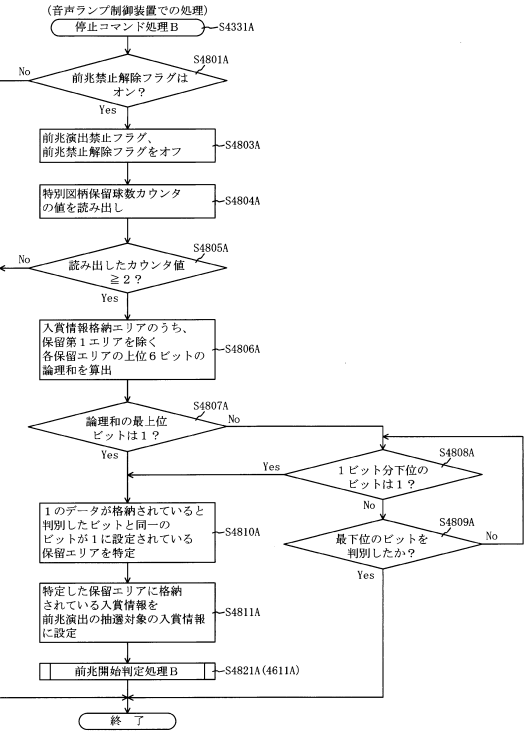 （音声ランプ制御装置での処理）
停止コマンド処理Ｂ
S4331A
S4801A
No
前兆禁止解除フラグは
オン？
Yes
前兆演出禁止フラグ、
前兆禁止解除フラグをオフ
S4803A
特別図柄保留球数カウンタ
の値を読み出し
S4804A
S4805A
No
読み出したカウンタ値
≧２？
Yes
入賞情報格納エリアのうち、
保留第１エリアを除く
各保留エリアの上位６ビットの
論理和を算出
S4806A
S4807A
論理和の最上位
ビットは１？
No
Yes
S4808A
Yes
１ビット分下位の
ビットは１？
No
１のデータが格納されていると
判別したビットと同一の
ビットが１に設定されている
保留エリアを特定
S4810A
S4809A
最下位のビットを
判別したか？
No
Yes
特定した保留エリアに格納
されている入賞情報を
前兆演出の抽選対象の入賞情報
に設定
S4811A
前兆開始判定処理Ｂ
S4821A(4611A)
終 了